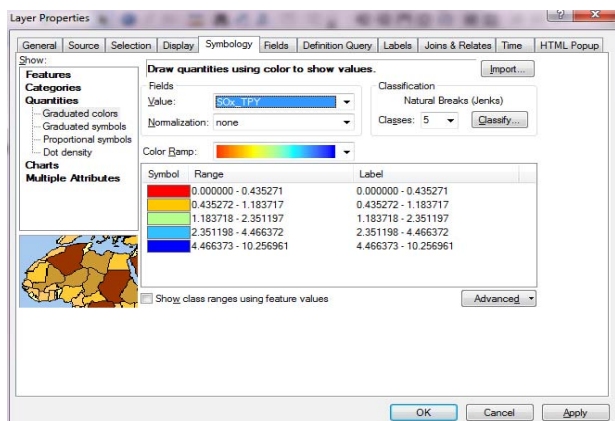 Layer Properties
General Source Selection Display Symbology Fields Definition Query Labels Joins & Relates Time HTML Popup
Show:
Features
Categories
Quantities
Graduated colors
Graduated symbols
Proportional symbols
Dot density
Charts
Multiple Attributes
Draw quantities using color to show values.
Import...
Fields
Value: SOx_TPY
Normalization: none
Classification
Natural Breaks (Jenks)
Classes: 5 Classify...
Color Ramp:
Symbol Range Label
0.000000 - 0.435271 0.000000 - 0.435271
0.435272 - 1.183717 0.435272 - 1.183717
1.183718 - 2.351197 1.183718 - 2.351197
2.351198 - 4.466372 2.351198 - 4.466372
4.466373 - 10.256961 4.466373 - 10.256961
Show class ranges using feature values
Advanced
OK Cancel Apply